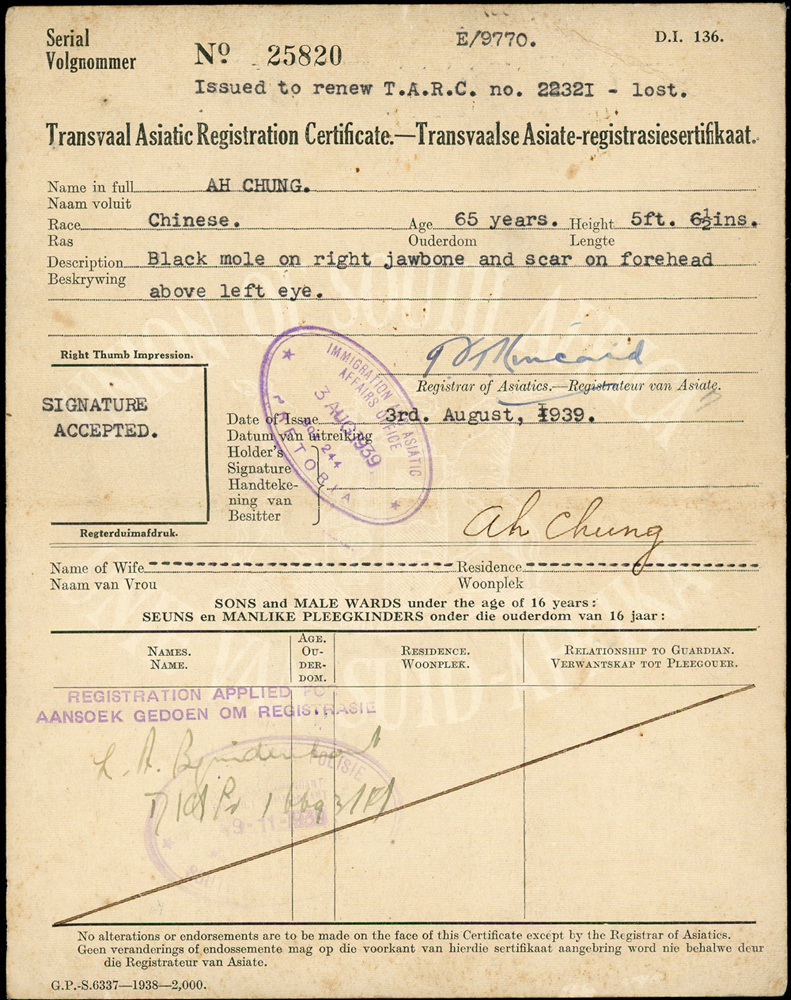 Serial
Volgnommer
Nº 25820
E/9770.
D.I. 136.
Issued to renew T.A.R.C. no. 22321 - lost.
Transvaal Asiatic Registration Certificate.—Transvaalse Asiate-registrasiesertifikaat.
Name in full AH CHUNG.
Naam voluit
Race Chinese. Age 65 years. Height 5ft. 6½ins.
Ras Ouderdom Lengte
Description Black mole on right jawbone and scar on forehead
Beskrywing above left eye.
Right Thumb Impression.
Registrar of Asiatics.—Registrateur van Asiate.
SIGNATURE
ACCEPTED.
Date of Issue 3rd. August, I939.
Datum van uitreiking
Holder's
Signature
Handteke-
ning van
Besitter
Ah Chung
IMMIGRATION & ASIATIC
AFFAIRS OFFICE
3 AUG 1939
244
PRETORIA
Regterduimafdruk.
Name of Wife Residence
Naam van Vrou Woonplek
SONS and MALE WARDS under the age of 16 years:
SEUNS en MANLIKE PLEEGKINDERS onder die ouderdom van 16 jaar:
NAMES. AGE. RESIDENCE. RELATIONSHIP TO GUARDIAN.
NAME. OU-DER-DOM. WOONPLEK. VERWANTSKAP TOT PLEEGOUER.
REGISTRATION APPLIED FOR
AANSOEK GEDOEN OM REGISTRASIE
POLISIE
No alterations or endorsements are to be made on the face of this Certificate except by the Registrar of Asiatics.
Geen veranderings of endossemente mag op die voorkant van hierdie sertifikaat aangebring word nie behalwe deur
die Registrateur van Asiate.
G.P.-S.6337—1938—2,000.